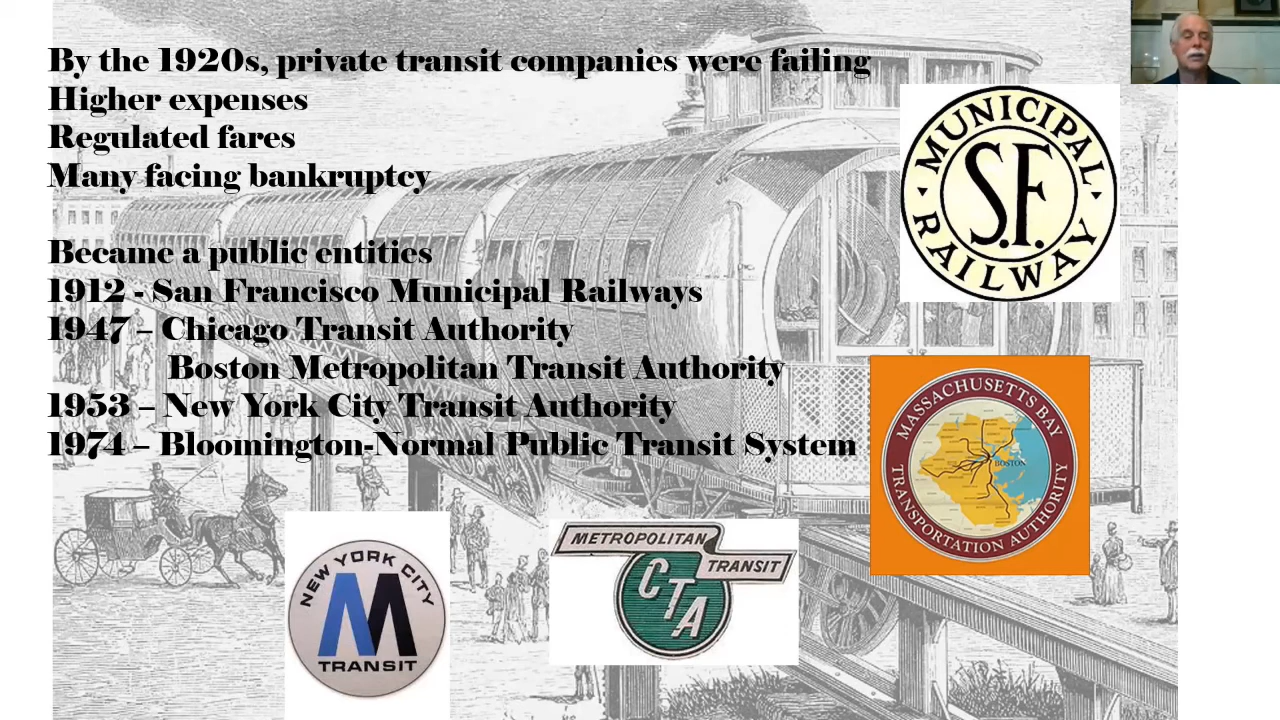 By the 1920s, private transit companies were failing
Higher expenses
Regulated fares
Many facing bankruptcy
Became a public entities
1912 - San Francisco Municipal Railways
1947 – Chicago Transit Authority
Boston Metropolitan Transit Authority
1953 – New York City Transit Authority
1974 – Bloomington-Normal Public Transit System
MUNICIPAL
S.F.
RAILWAY
MASSACHUSETTS BAY
BOSTON
TRANSPORTATION AUTHORITY
NEW YORK CITY
M
TRANSIT
METROPOLITAN
TRANSIT
CTA